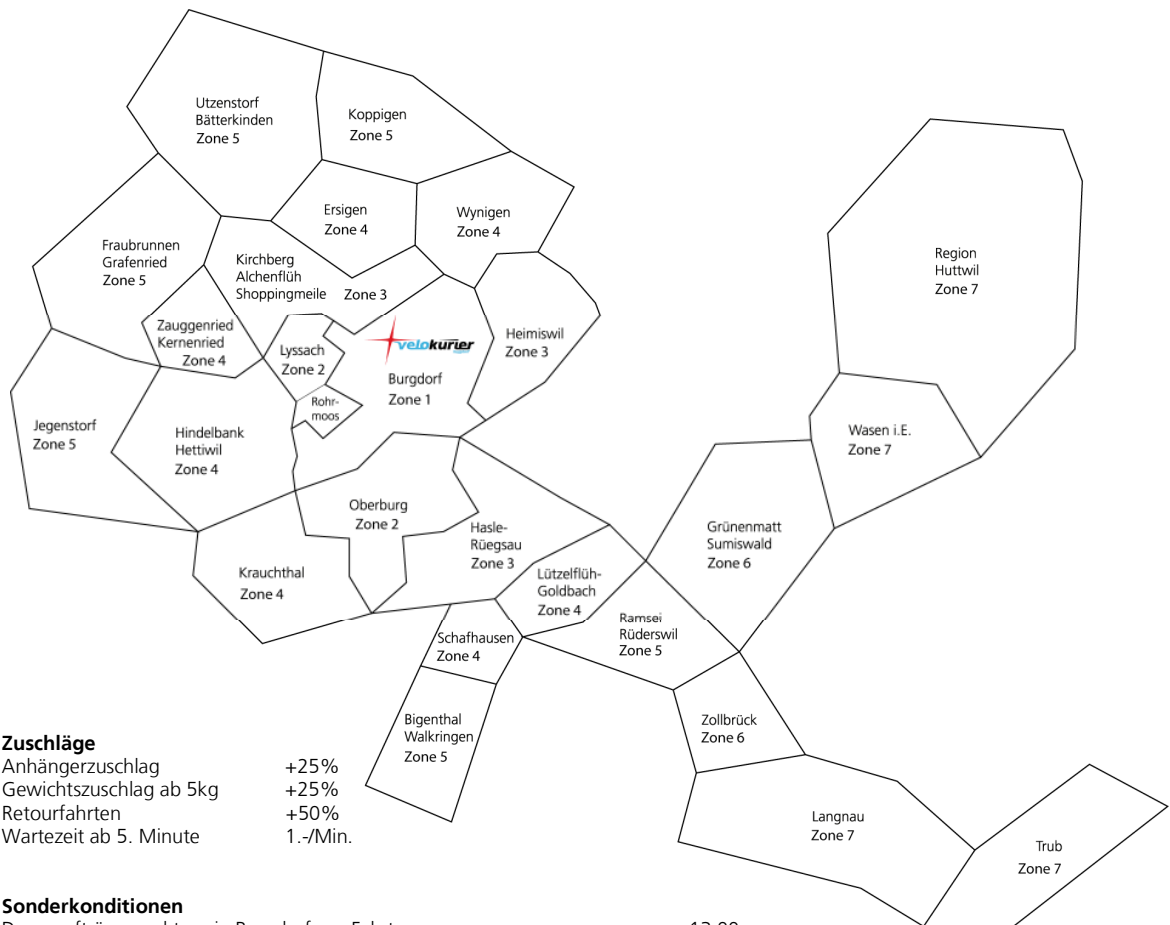 Utzenstorf
Bätterkinden
Zone 5
Koppigen
Zone 5
Ersigen
Zone 4
Wynigen
Zone 4
Fraubrunnen
Grafenried
Zone 5
Kirchberg
Alchenflüh
Shoppingmeile Zone 3
Region
Huttwil
Zone 7
Zauggenried
Kernenried
Zone 4
Lyssach
Zone 2
velokurier
Heimiswil
Zone 3
Burgdorf
Zone 1
Rohr-
moos
Jegenstorf
Zone 5
Hindelbank
Hettiwil
Zone 4
Wasen i.E.
Zone 7
Oberburg
Zone 2
Hasle-
Rüegsau
Zone 3
Grünenmatt
Sumiswald
Zone 6
Krauchthal
Zone 4
Lützelflüh-
Goldbach
Zone 4
Ramsei
Rüderswil
Zone 5
Schafhausen
Zone 4
Bigenthal
Walkringen
Zone 5
Zollbrück
Zone 6
Langnau
Zone 7
Trub
Zone 7
Zuschläge
Anhängerzuschlag +25%
Gewichtszuschlag ab 5kg +25%
Retourfahrten +50%
Wartezeit ab 5. Minute 1.-/Min.
Sonderkonditionen